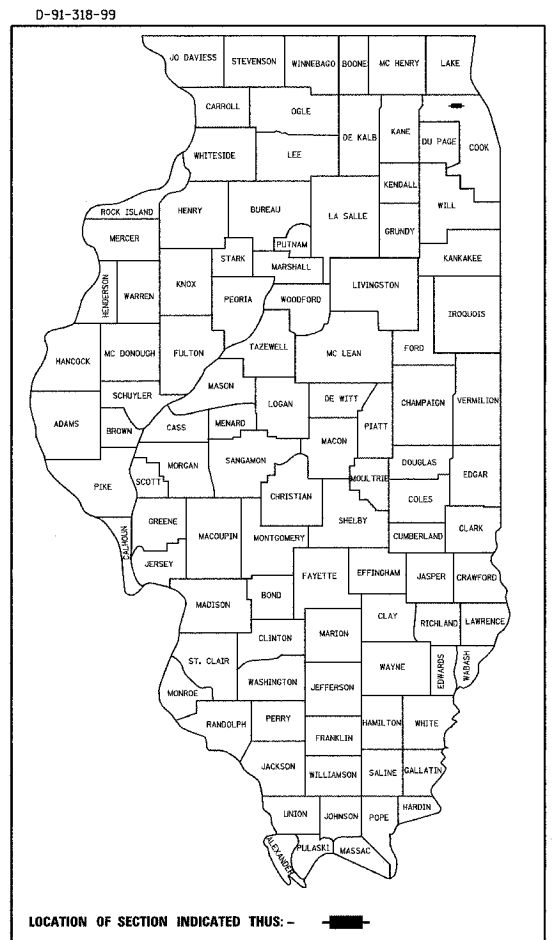 D-91-318-99
JO DAVIESS
STEVENSON
WINNEBAGO
BOONE
MC HENRY
LAKE
CARROLL
OGLE
DE KALB
KANE
DU PAGE
COOK
WHITESIDE
LEE
KENDALL
WILL
ROCK ISLAND
HENRY
BUREAU
LA SALLE
GRUNDY
MERCER
PUTNAM
STARK
MARSHALL
KANKAKEE
HENDERSON
WARREN
KNOX
PEORIA
WOODFORD
LIVINGSTON
IROQUOIS
HANCOCK
MC DONOUGH
FULTON
TAZEWELL
MC LEAN
FORD
SCHUYLER
MASON
LOGAN
DE WITT
CHAMPAIGN
VERMILION
ADAMS
BROWN
CASS
MENARD
MACON
PIATT
PIKE
SCOTT
MORGAN
SANGAMON
CHRISTIAN
MOULTRIE
DOUGLAS
EDGAR
COLES
CALHOUN
GREENE
MACOUPIN
MONTGOMERY
SHELBY
CUMBERLAND
CLARK
JERSEY
FAYETTE
EFFINGHAM
JASPER
CRAWFORD
MADISON
BOND
CLAY
RICHLAND
LAWRENCE
CLINTON
MARION
ST. CLAIR
WAYNE
EDWARDS
WABASH
WASHINGTON
JEFFERSON
MONROE
RANDOLPH
PERRY
HAMILTON
WHITE
FRANKLIN
JACKSON
WILLIAMSON
SALINE
GALLATIN
UNION
JOHNSON
POPE
HARDIN
ALEXANDER
PULASKI
MASSAC
LOCATION OF SECTION INDICATED THUS: -